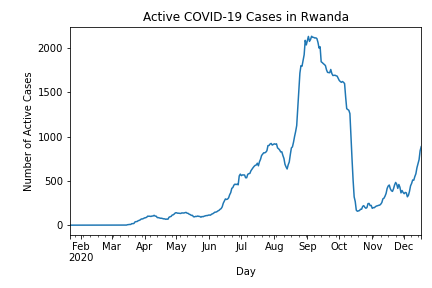 Active COVID-19 Cases in Rwanda
Number of Active Cases
2000
1500
1000
500
0
Feb Mar Apr May Jun Jul Aug Sep Oct Nov Dec
2020
Day